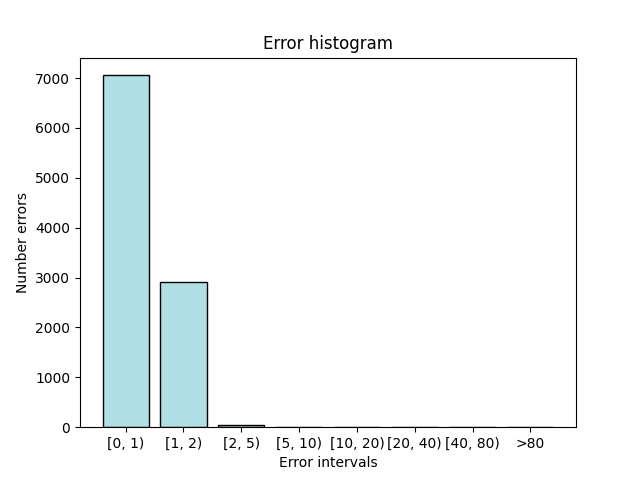 Error histogram
Number errors
7000
6000
5000
4000
3000
2000
1000
0
[0, 1) [1, 2) [2, 5) [5, 10) [10, 20) [20, 40) [40, 80) >80
Error intervals